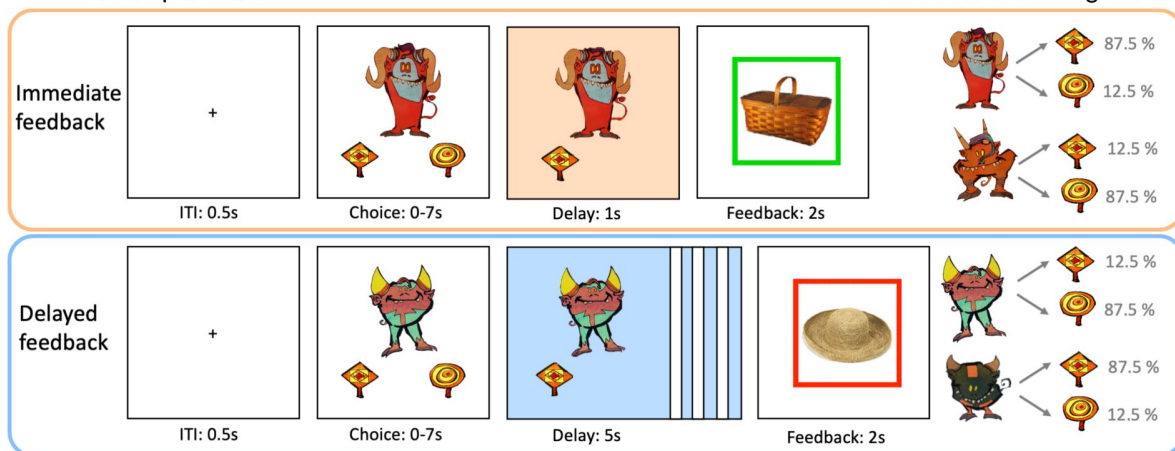 Immediate
feedback
+
ITI: 0.5s
Choice: 0-7s
Delay: 1s
Feedback: 2s
87.5 %
12.5 %
12.5 %
87.5 %
Delayed
feedback
+
ITI: 0.5s
Choice: 0-7s
Delay: 5s
Feedback: 2s
12.5 %
87.5 %
87.5 %
12.5 %